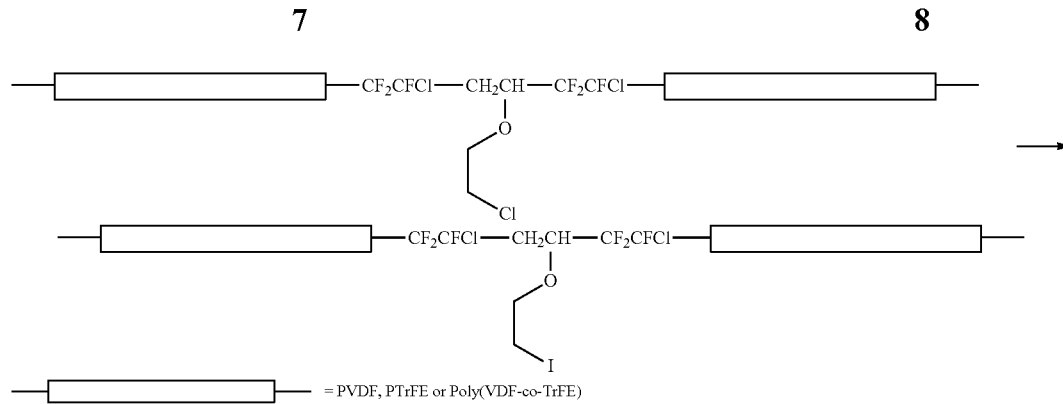 7 8
CF2CFCl CH2CH CF2CFCl
O
Cl
CF2CFCl CH2CH CF2CFCl
O
I
= PVDF, PTrFE or Poly(VDF-co-TrFE)